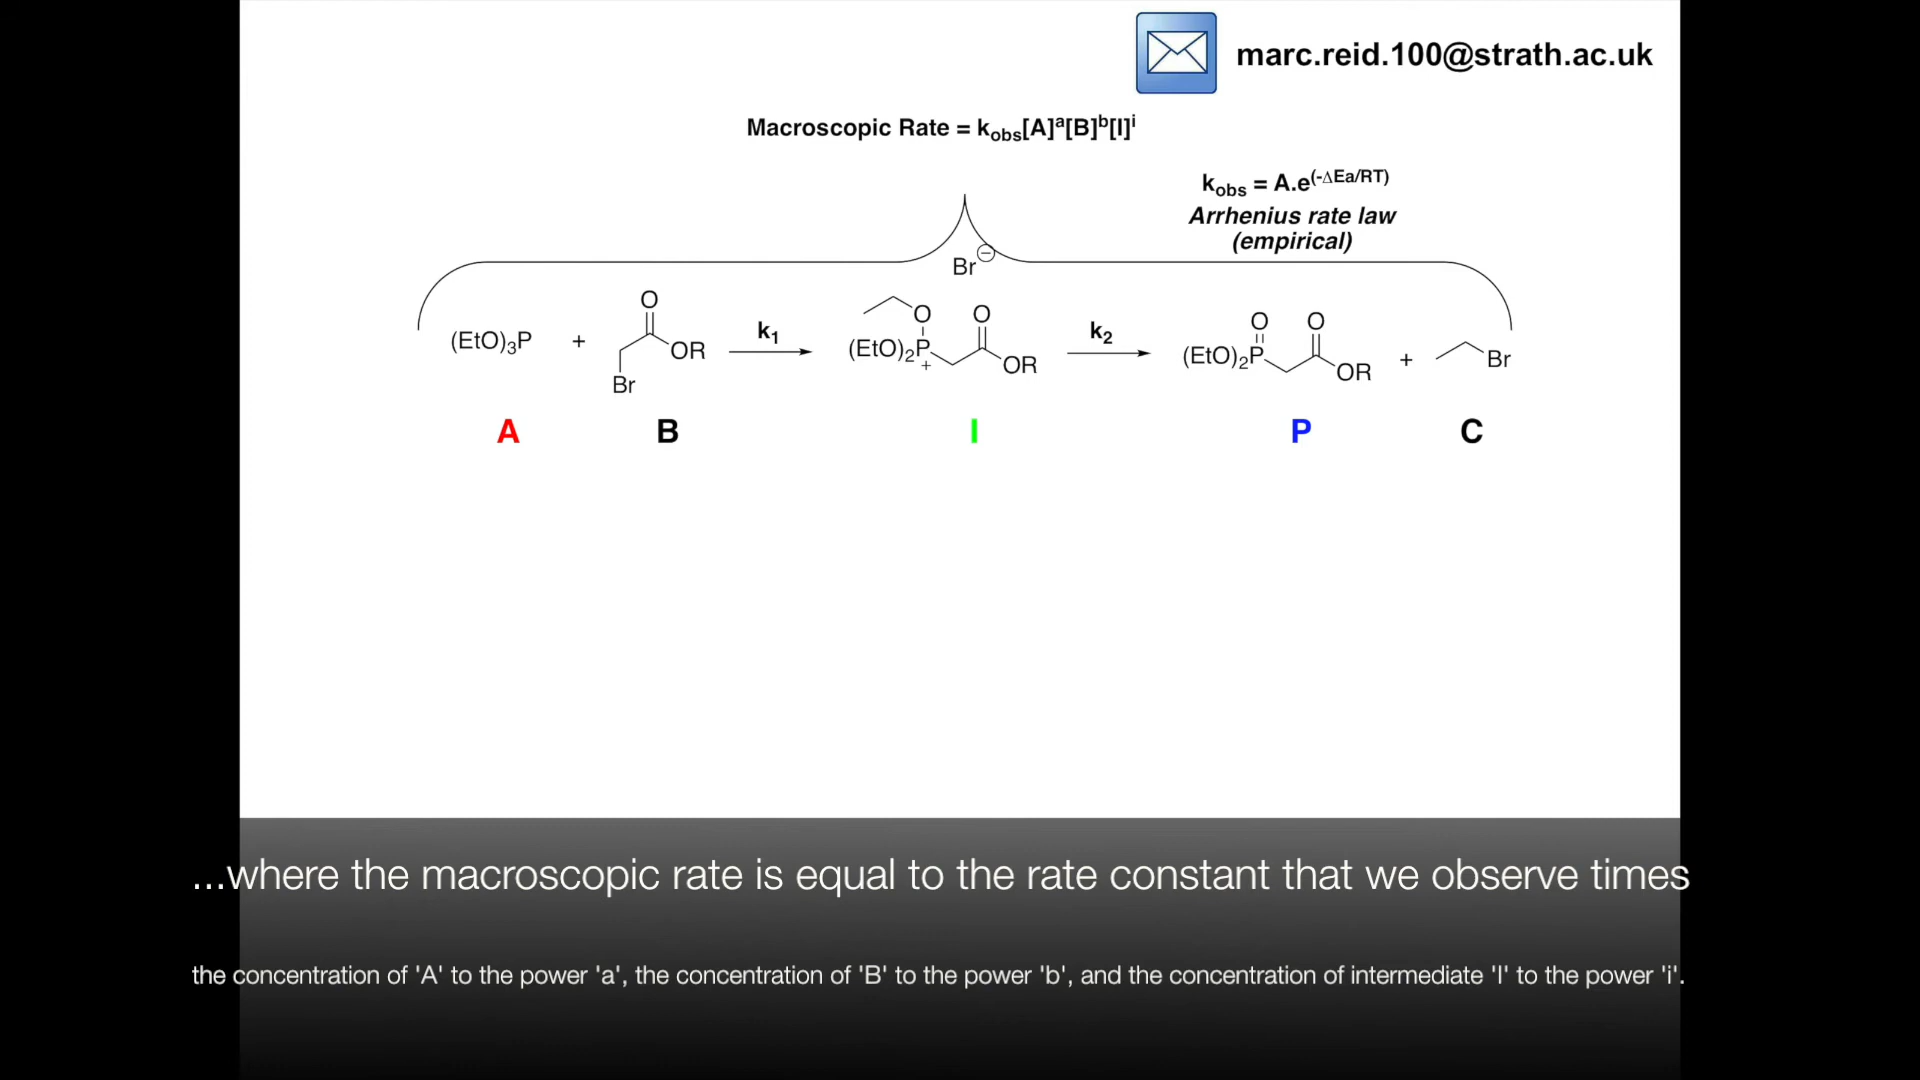 marc.reid.100@strath.ac.uk
Macroscopic Rate = kobs[A]a[B]b[I]i
kobs = A.e(-ΔEa/RT)
Arrhenius rate law
(empirical)
Br⊖
(EtO)3P + O OR Br k1 O O (EtO)2P+ OR k2 O O (EtO)2P OR + Br
A B I P C
...where the macroscopic rate is equal to the rate constant that we observe times
the concentration of 'A' to the power 'a', the concentration of 'B' to the power 'b', and the concentration of intermediate 'I' to the power 'i'.